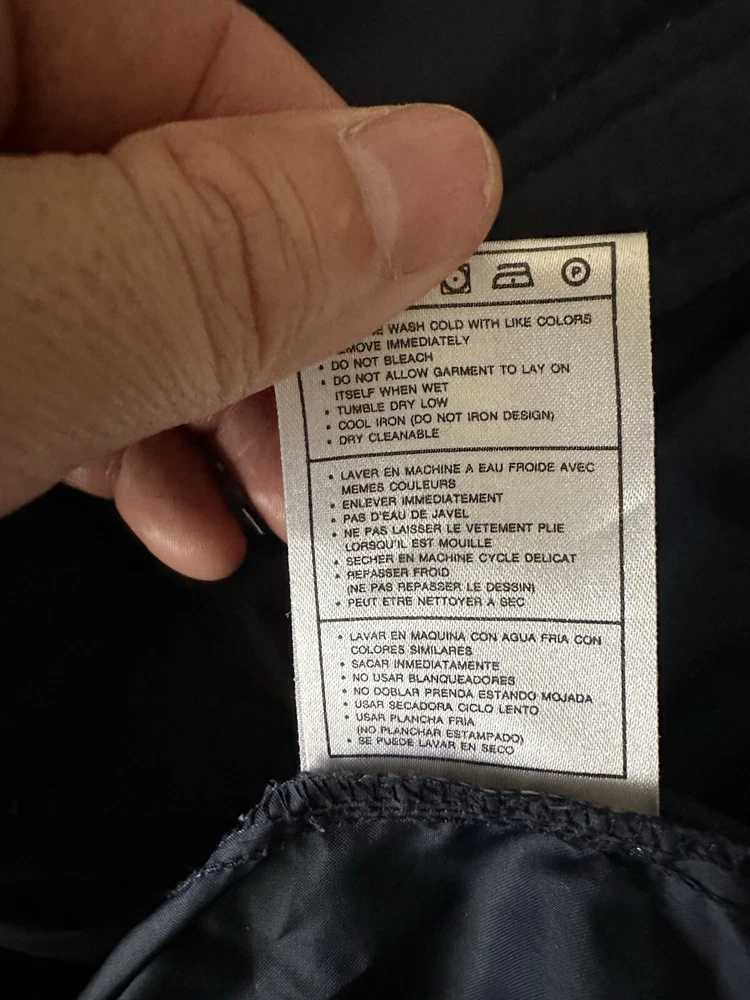 P
WASH COLD WITH LIKE COLORS
IMMEDIATELY
• DO NOT BLEACH
• DO NOT ALLOW GARMENT TO LAY ON
ITSELF WHEN WET
• TUMBLE DRY LOW
• COOL IRON (DO NOT IRON DESIGN)
• DRY CLEANABLE
• LAVER EN MACHINE A EAU FROIDE AVEC
MEMES COULEURS
• ENLEVER IMMEDIATEMENT
• PAS D'EAU DE JAVEL
• NE PAS LAISSER LE VETEMENT PLIE
LORSQU'IL EST MOUILLE
• SECHER EN MACHINE CYCLE DELICAT
• REPASSER FROID
(NE PAS REPASSER LE DESSIN)
• PEUT ETRE NETTOYER A SEC
• LAVAR EN MAQUINA CON AGUA FRIA CON
COLORES SIMILARES
• SACAR INMEDIATAMENTE
• NO USAR BLANQUEADORES
• NO DOBLAR PRENDA ESTANDO MOJADA
• USAR SECADORA CICLO LENTO
• USAR PLANCHA FRIA
(NO PLANCHAR ESTAMPADO)
• SE PUEDE LAVAR EN SECO